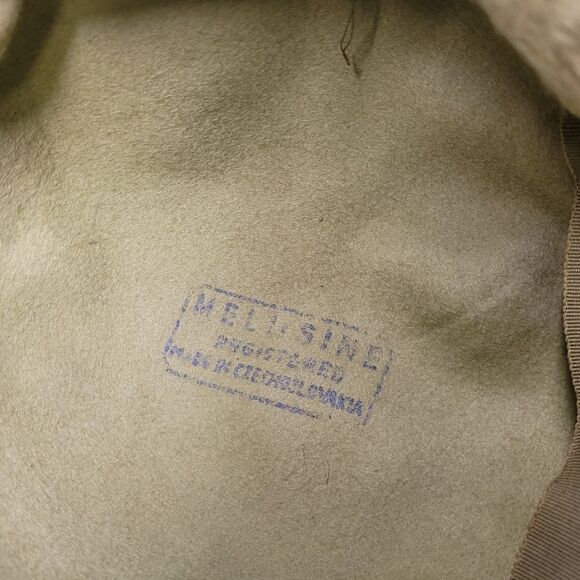 MELUSINE
REGISTERED
MADE IN CZECHOSLOVAKIA